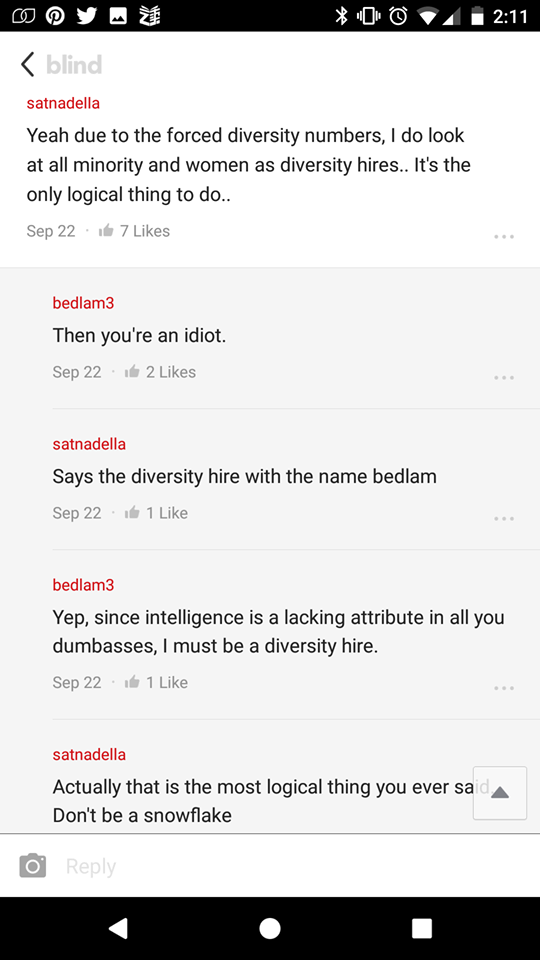 2:11
blind
satnadella
Yeah due to the forced diversity numbers, I do look
at all minority and women as diversity hires.. It's the
only logical thing to do..
Sep 22 · 7 Likes
bedlam3
Then you're an idiot.
Sep 22 · 2 Likes
satnadella
Says the diversity hire with the name bedlam
Sep 22 · 1 Like
bedlam3
Yep, since intelligence is a lacking attribute in all you
dumbasses, I must be a diversity hire.
Sep 22 · 1 Like
satnadella
Actually that is the most logical thing you ever said.
Don't be a snowflake
Reply